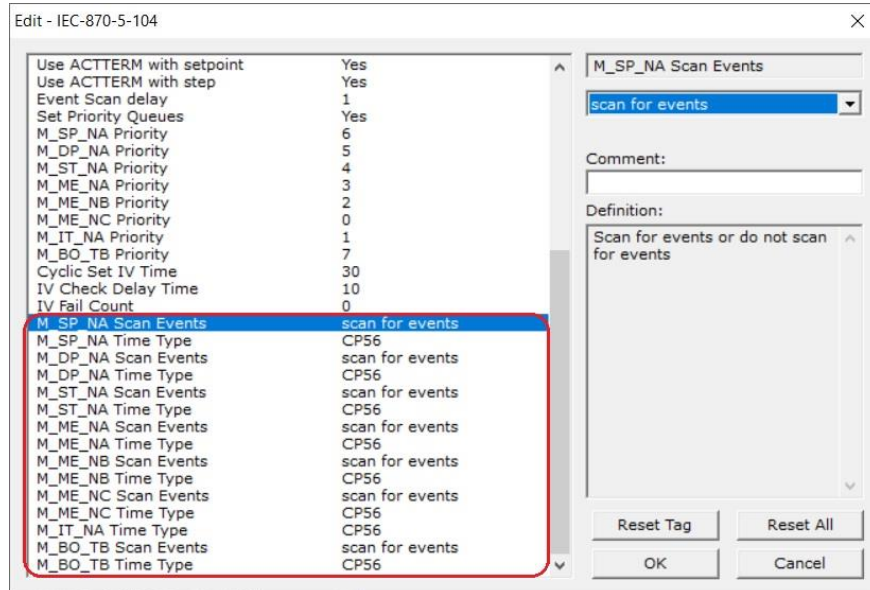 Edit - IEC-870-5-104
Use ACTTERM with setpoint Yes
Use ACTTERM with step Yes
Event Scan delay 1
Set Priority Queues Yes
M_SP_NA Priority 6
M_DP_NA Priority 5
M_ST_NA Priority 4
M_ME_NA Priority 3
M_ME_NB Priority 2
M_ME_NC Priority 0
M_IT_NA Priority 1
M_BO_TB Priority 7
Cyclic Set IV Time 30
IV Check Delay Time 10
IV Fail Count 0
M_SP_NA Scan Events scan for events
M_SP_NA Time Type CP56
M_DP_NA Scan Events scan for events
M_DP_NA Time Type CP56
M_ST_NA Scan Events scan for events
M_ST_NA Time Type CP56
M_ME_NA Scan Events scan for events
M_ME_NA Time Type CP56
M_ME_NB Scan Events scan for events
M_ME_NB Time Type CP56
M_ME_NC Scan Events scan for events
M_ME_NC Time Type CP56
M_IT_NA Time Type CP56
M_BO_TB Scan Events scan for events
M_BO_TB Time Type CP56
M_SP_NA Scan Events
scan for events
Comment:
Definition:
Scan for events or do not scan
for events
Reset Tag Reset All
OK Cancel